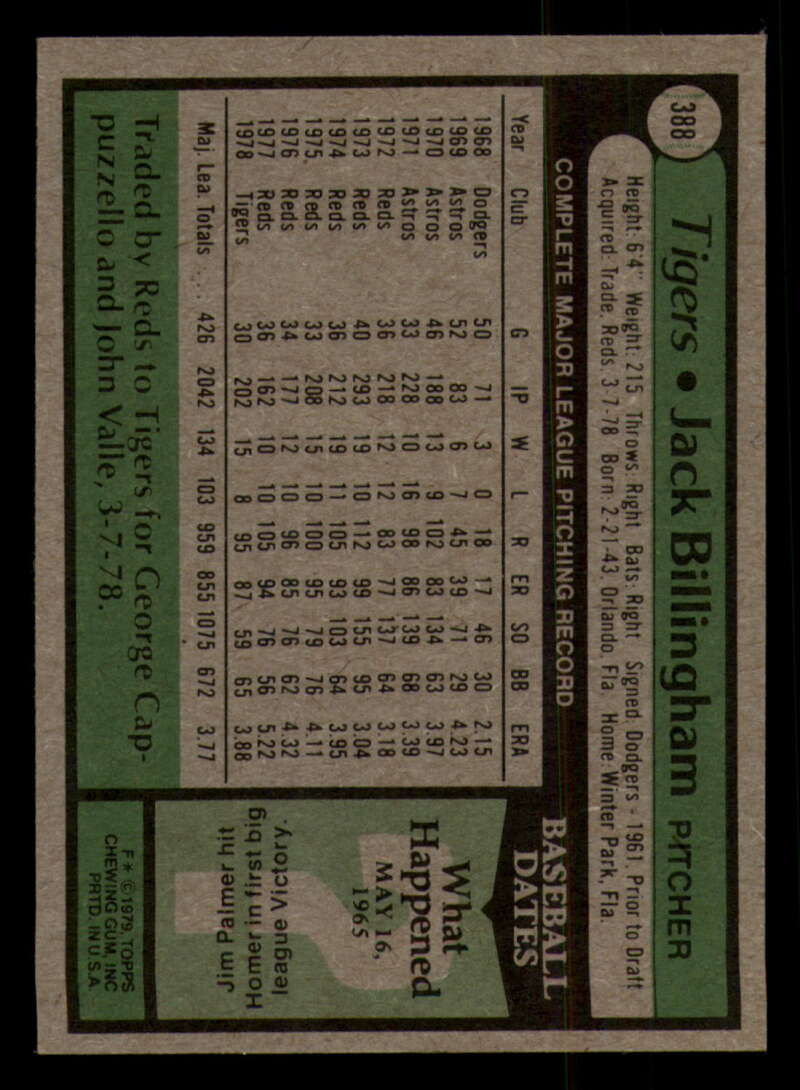 388
Tigers • Jack Billingham PITCHER
Height: 6'4" Weight: 215 Throws: Right Bats: Right Signed: Dodgers - 1961. Prior to Draft
Acquired: Trade, Reds, 3-7-78 Born: 2-21-43, Orlando, Fla Home: Winter Park, Fla.
COMPLETE MAJOR LEAGUE PITCHING RECORD
Year Club G IP W L R ER SO BB ERA
1968 Dodgers 50 71 3 0 18 17 46 30 2.15
1969 Astros 52 83 6 7 45 39 71 29 4.23
1970 Astros 46 188 13 9 102 83 134 63 3.97
1971 Astros 33 228 10 16 98 86 139 68 3.39
1972 Reds 36 218 12 12 83 77 137 64 3.18
1973 Reds 40 293 19 10 112 99 155 95 3.04
1974 Reds 36 212 19 11 105 93 103 64 3.95
1975 Reds 33 208 15 10 100 95 79 76 4.11
1976 Reds 34 177 12 10 96 85 76 62 4.32
1977 Reds 36 162 10 10 105 94 76 56 5.22
1978 Tigers 30 202 15 8 95 87 59 65 3.88
Maj. Lea. Totals .... 426 2042 134 103 959 855 1075 672 3.77
Traded by Reds to Tigers for George Cap-
puzzello and John Valle, 3-7-78.
BASEBALL
DATES
What
Happened
MAY 16,
1965
Jim Palmer hit
Homer in first big
league Victory.
F* ©1979, TOPPS
CHEWING GUM, INC
PRTD. IN U.S.A.